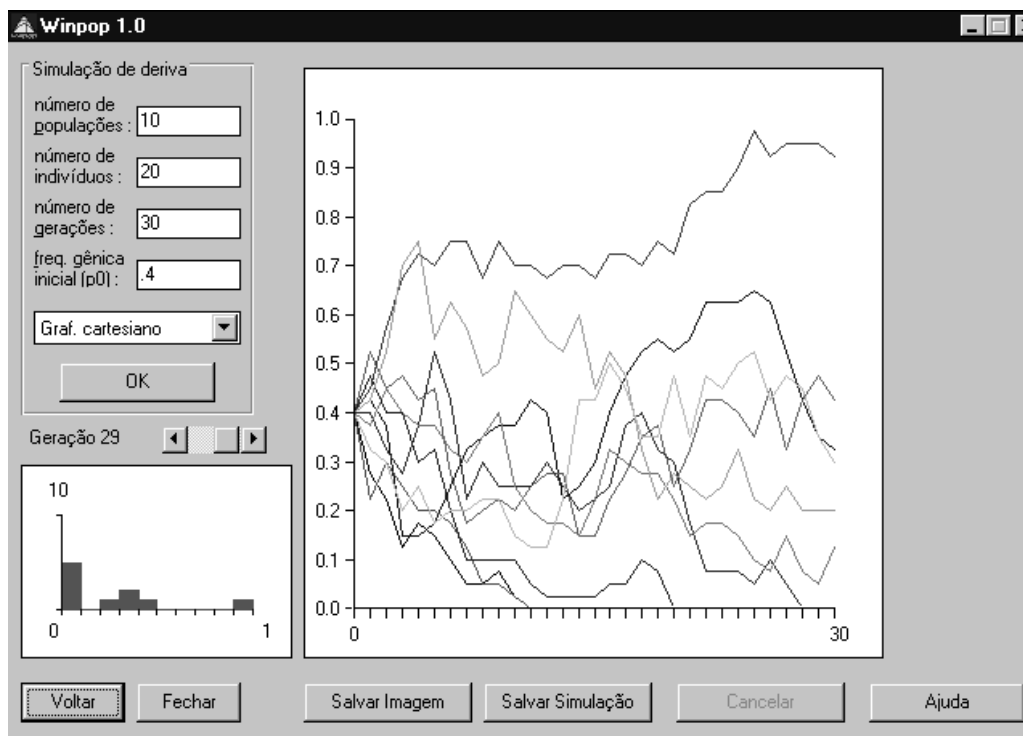 Winpop 1.0
Simulação de deriva
número de
populações :
10
número de
indivíduos :
20
número de
gerações :
30
freq. gênica
inicial (p0) :
.4
Graf. cartesiano
OK
Geração 29
10
0
1
1.0
0.9
0.8
0.7
0.6
0.5
0.4
0.3
0.2
0.1
0.0
0
30
Voltar
Fechar
Salvar Imagem
Salvar Simulação
Cancelar
Ajuda